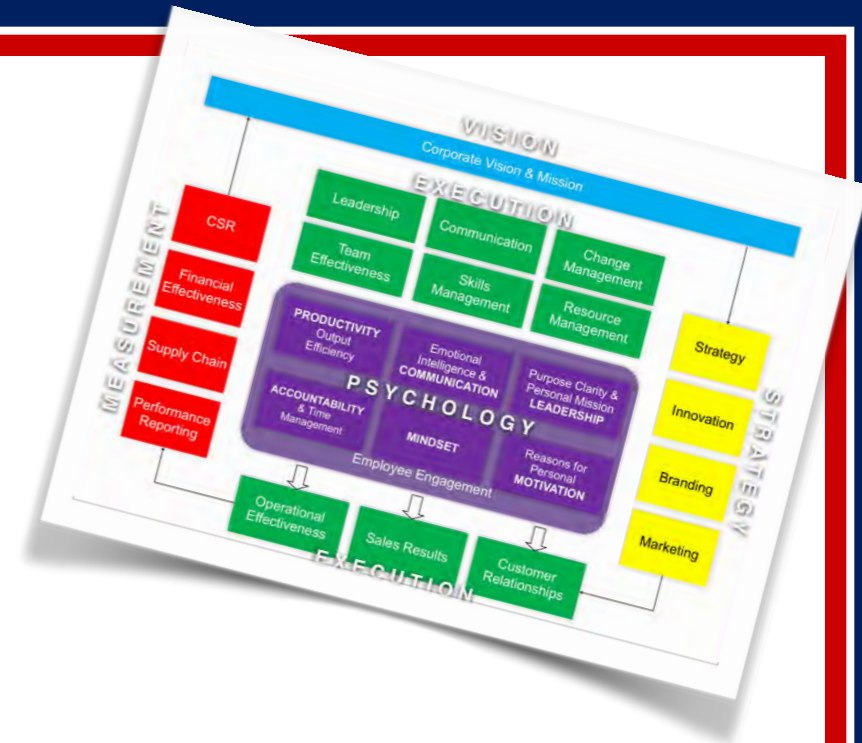 VISION
Corporate Vision & Mission
EXECUTION
Leadership
Communication
Change
Management
Team
Effectiveness
Skills
Management
Resource
Management
MEASUREMENT
CSR
Financial
Effectiveness
Supply Chain
Performance
Reporting
PSYCHOLOGY
PRODUCTIVITY
Output
Efficiency
Emotional
Intelligence &
COMMUNICATION
Purpose Clarity &
Personal Mission
LEADERSHIP
ACCOUNTABILITY
& Time
Management
MINDSET
Reasons for
Personal
MOTIVATION
Employee Engagement
STRATEGY
Strategy
Innovation
Branding
Marketing
Operational
Effectiveness
Sales Results
Customer
Relationships
EXECUTION